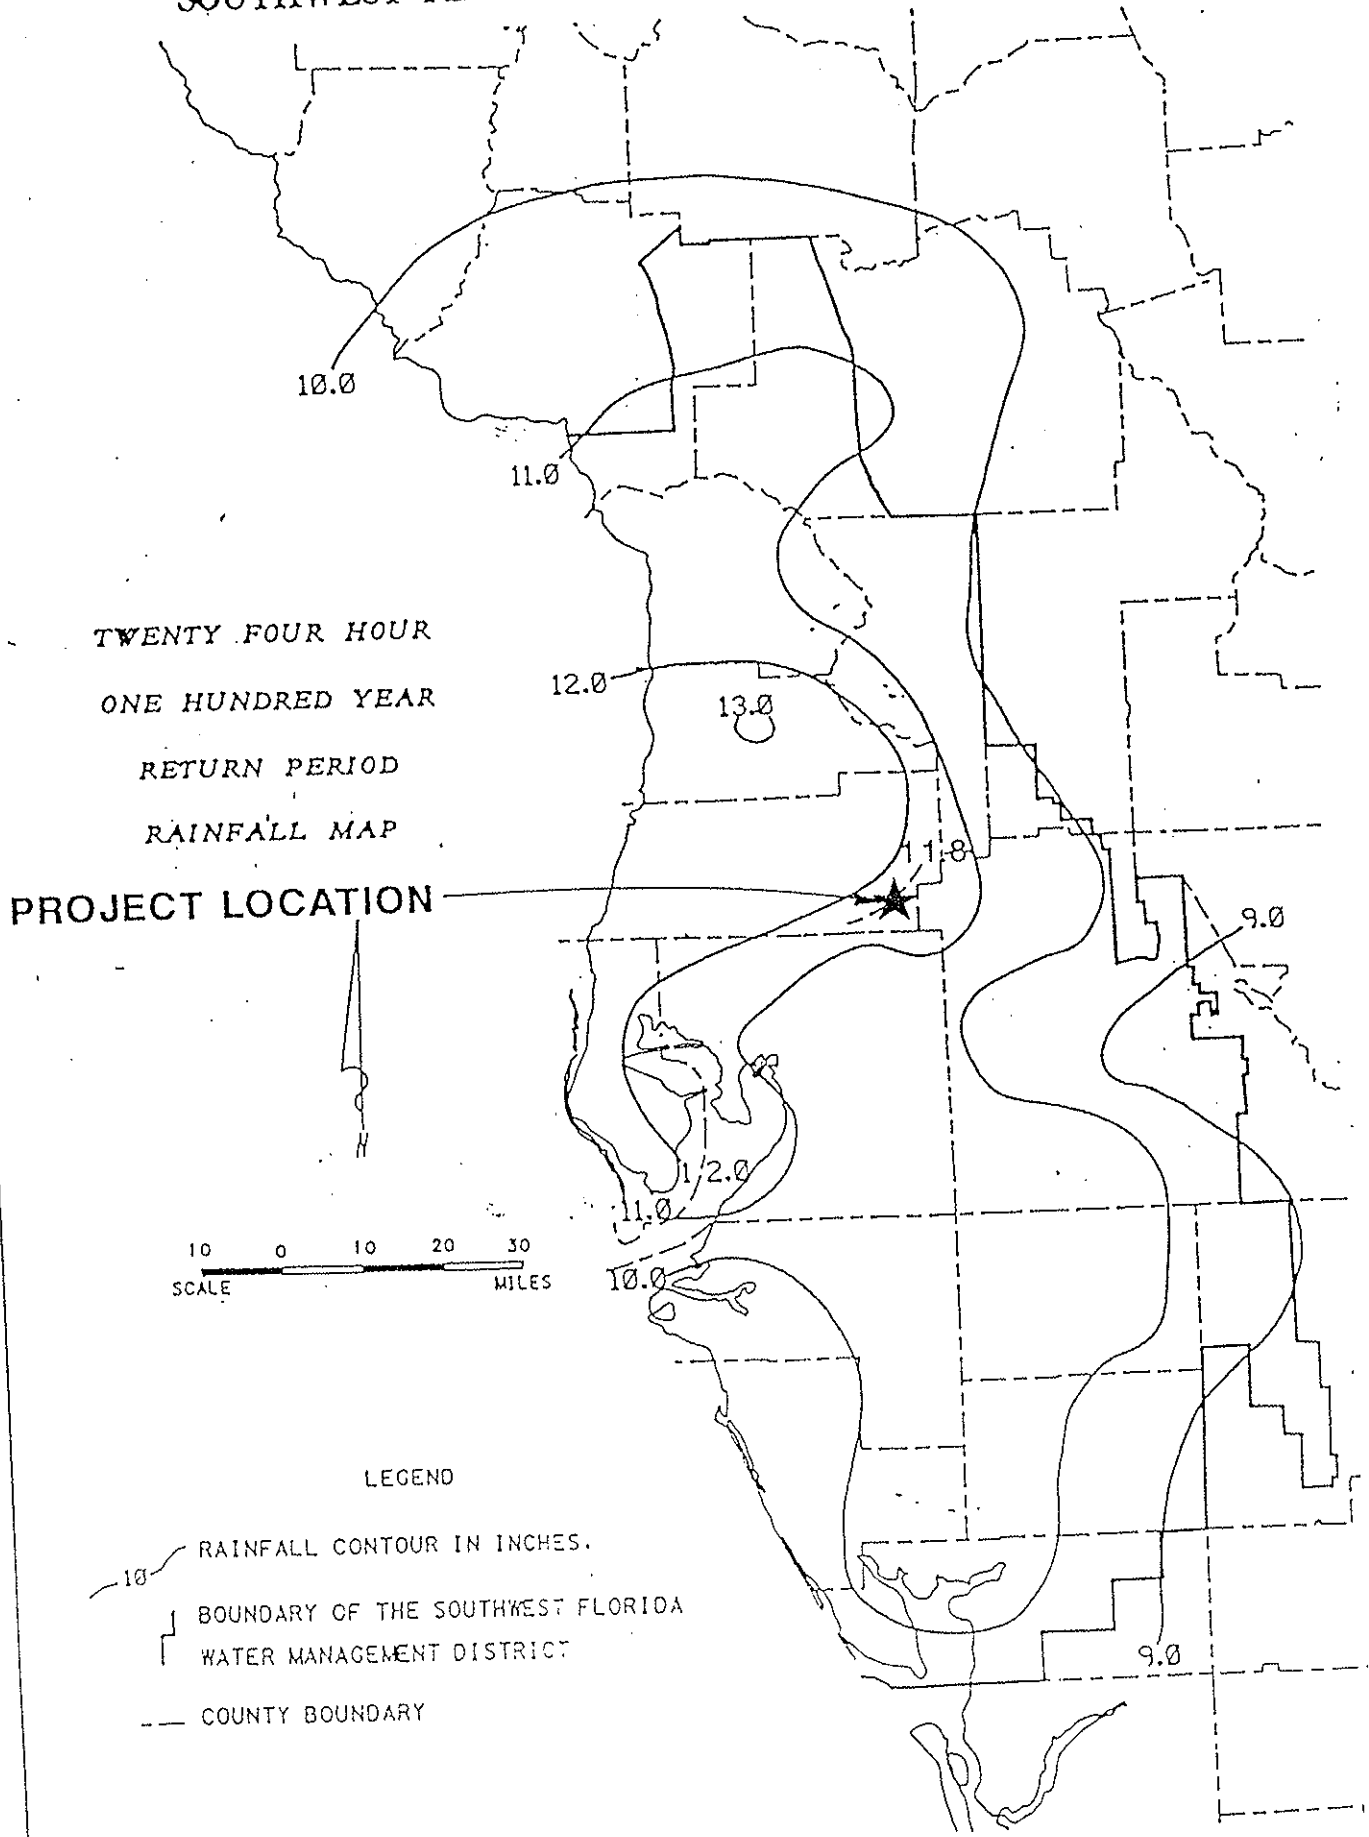 SOUTHWEST
10.0
11.0
TWENTY FOUR HOUR
ONE HUNDRED YEAR
RETURN PERIOD
RAINFALL MAP
12.0
13.0
11.8
PROJECT LOCATION
9.0
N
12.0
11.0
10.0
10 0 10 20 30
SCALE MILES
LEGEND
10 RAINFALL CONTOUR IN INCHES.
BOUNDARY OF THE SOUTHWEST FLORIDA
WATER MANAGEMENT DISTRICT
COUNTY BOUNDARY
9.0